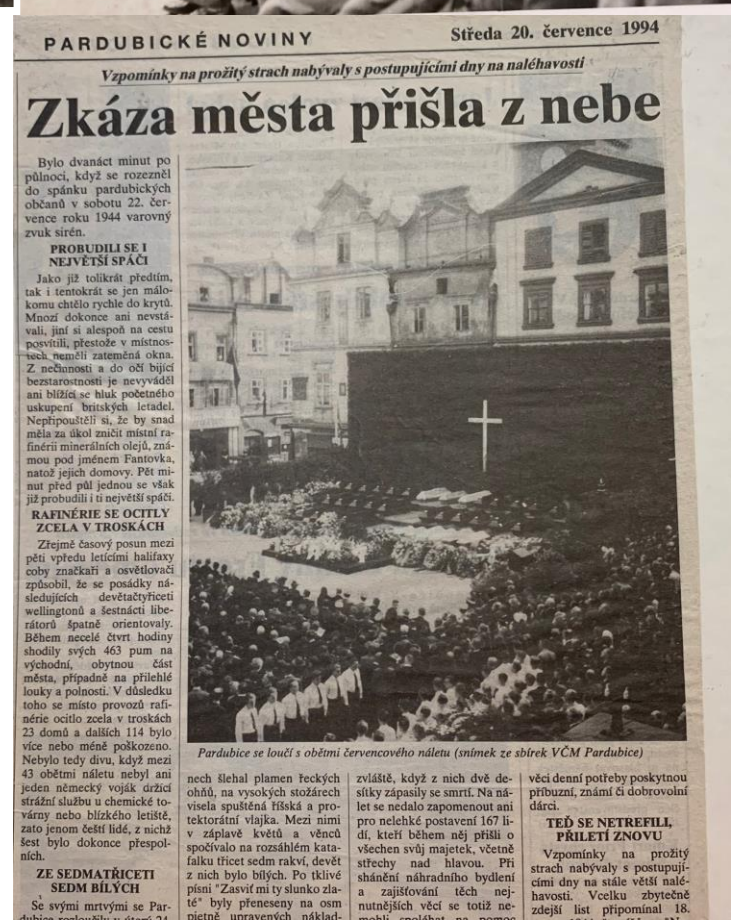 PARDUBICKÉ NOVINY
Středa 20. července 1994
Vzpomínky na prožitý strach nabývaly s postupujícími dny na naléhavosti
Zkáza města přišla z nebe
Bylo dvanáct minut po
půlnoci, když se rozezněl
do spánku pardubických
občanů v sobotu 22. čer-
vence roku 1944 varovný
zvuk sirén.
PROBUDILI SE I
NEJVĚTŠÍ SPÁČI
Jako již tolikrát předtím,
tak i tentokrát se jen málo-
komu chtělo rychle do krytů.
Mnozí dokonce ani nevstá-
vali, jiní si alespoň na cestu
posvítili, přestože v místnos-
tech neměli zateměná okna.
Z nečinnosti a do očí bijící
bezstarostnosti je nevyváděl
ani blížící se hluk početného
uskupení britských letadel.
Nepřipouštěli si, že by snad
měla za úkol zničit místní ra-
finérii minerálních olejů, zná-
mou pod jménem Fantovka,
natož jejich domovy. Pět mi-
nut před půl jednou se však
již probudili i ti největší spáči.
RAFINÉRIE SE OCITLY
ZCELA V TROSKÁCH
Zřejmě časový posun mezi
pěti vpředu letícími halifaxy
coby značkaři a osvětlovači
způsobil, že se posádky ná-
sledujících devětačtyřiceti
wellingtonů a šestnácti libe-
rátorů špatně orientovaly.
Během necelé čtvrt hodiny
shodily svých 463 pum na
východní, obytnou část
města, případně na přilehlé
louky a polnosti. V důsledku
toho se místo provozů rafi-
nérie ocitlo zcela v troskách
23 domů a dalších 114 bylo
více nebo méně poškozeno.
Nebylo tedy divu, když mezi
43 oběťmi náletu nebyl ani
jeden německý voják držící
strážní službu u chemické to-
várny nebo blízkého letiště,
zato jenom čeští lidé, z nichž
šest bylo dokonce přespol-
ních.
ZE SEDMATŘICETI
SEDM BÍLÝCH
Se svými mrtvými se Par-
dubice rozloučily v úterý 24.
Pardubice se loučí s obětmi červencového náletu (snímek ze sbírek VČM Pardubice)
nech šlehal plamen řeckých
ohňů, na vysokých stožárech
visela spuštěná říšská a pro-
tektorátní vlajka. Mezi nimi
v záplavě květů a věnců
spočívalo na rozsáhlém kata-
falku třicet sedm rakví, devět
z nich bylo bílých. Po tklivé
písni "Zasviť mi ty slunko zla-
té" byly přeneseny na osm
pietně upravených náklad-
zvláště, když z nich dvě de-
sítky zápasily se smrtí. Na ná-
let se nedalo zapomenout ani
pro nelehké postavení 167 li-
dí, kteří během něj přišli o
všechen svůj majetek, včetně
střechy nad hlavou. Při
shánění náhradního bydlení
a zajišťování těch nej-
nutnějších věcí se totiž ne-
mohli spoléhat na pomoc
věci denní potřeby poskytnou
příbuzní, známí či dobrovolní
dárci.
TEĎ SE NETREFILI,
PŘILETÍ ZNOVU
Vzpomínky na prožitý
strach nabývaly s postupují-
cími dny na stále větší nalé-
havosti. Vcelku zbytečně
zdejší list připomínal 18.